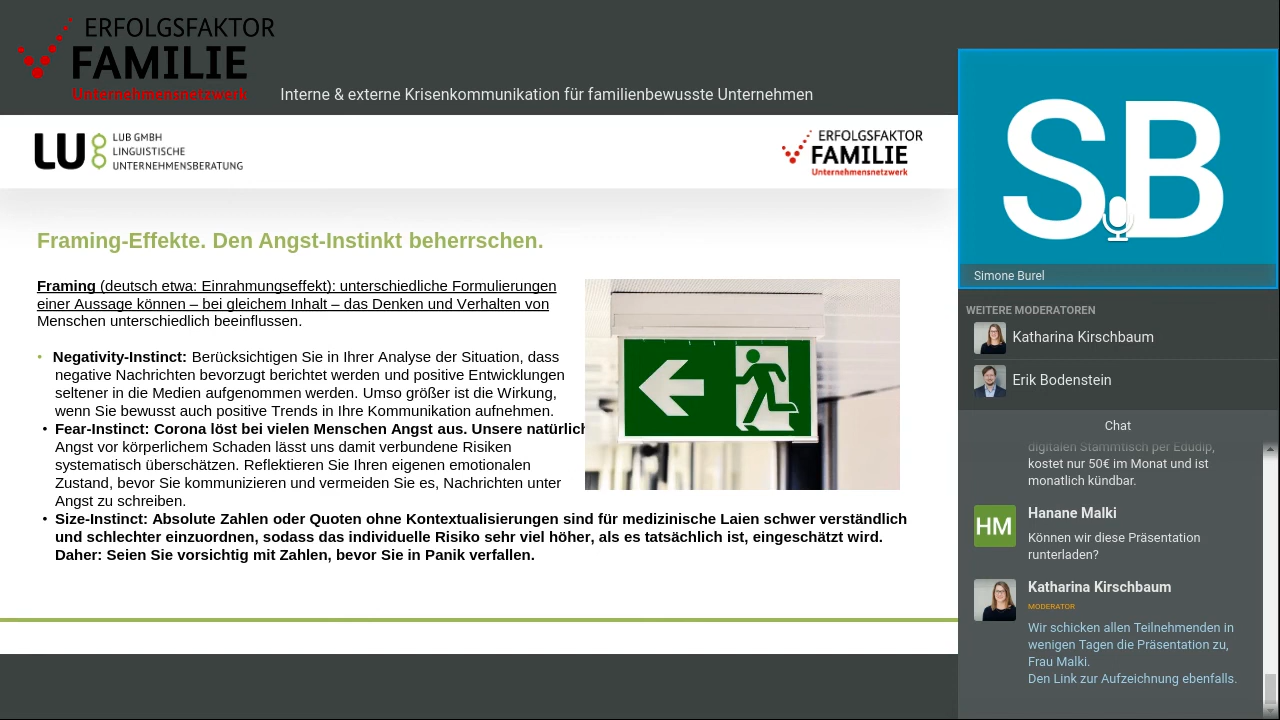 ERFOLGSFAKTOR
FAMILIE
Unternehmensnetzwerk
Interne & externe Krisenkommunikation für familienbewusste Unternehmen
LU
LUB GMBH
LINGUISTISCHE
UNTERNEHMENSBERATUNG
ERFOLGSFAKTOR
FAMILIE
Unternehmensnetzwerk
Framing-Effekte. Den Angst-Instinkt beherrschen.
Framing (deutsch etwa: Einrahmungseffekt): unterschiedliche Formulierungen
einer Aussage können – bei gleichem Inhalt – das Denken und Verhalten von
Menschen unterschiedlich beeinflussen.
• Negativity-Instinct: Berücksichtigen Sie in Ihrer Analyse der Situation, dass
negative Nachrichten bevorzugt berichtet werden und positive Entwicklungen
seltener in die Medien aufgenommen werden. Umso größer ist die Wirkung,
wenn Sie bewusst auch positive Trends in Ihre Kommunikation aufnehmen.
• Fear-Instinct: Corona löst bei vielen Menschen Angst aus. Unsere natürlich
Angst vor körperlichem Schaden lässt uns damit verbundene Risiken
systematisch überschätzen. Reflektieren Sie Ihren eigenen emotionalen
Zustand, bevor Sie kommunizieren und vermeiden Sie es, Nachrichten unter
Angst zu schreiben.
• Size-Instinct: Absolute Zahlen oder Quoten ohne Kontextualisierungen sind für medizinische Laien schwer verständlich
und schlechter einzuordnen, sodass das individuelle Risiko sehr viel höher, als es tatsächlich ist, eingeschätzt wird.
Daher: Seien Sie vorsichtig mit Zahlen, bevor Sie in Panik verfallen.
SB
Simone Burel
WEITERE MODERATOREN
Katharina Kirschbaum
Erik Bodenstein
Chat
digitalen Stammtisch per Edudip,
kostet nur 50€ im Monat und ist
monatlich kündbar.
HM
Hanane Malki
Können wir diese Präsentation
runterladen?
Katharina Kirschbaum
MODERATOR
Wir schicken allen Teilnehmenden in
wenigen Tagen die Präsentation zu,
Frau Malki.
Den Link zur Aufzeichnung ebenfalls.